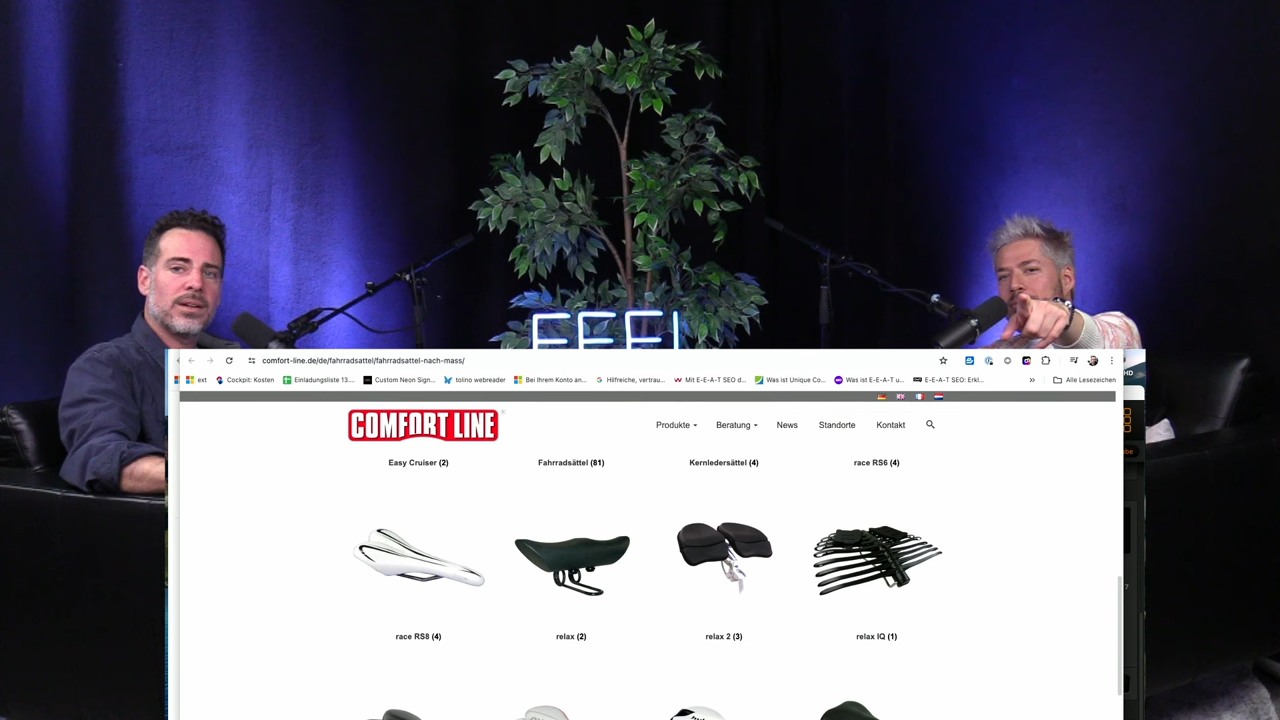 FEEL
comfort-line.de/de/fahrradsattel/fahrradsattel-nach-mass/
HD
ext
Cockpit: Kosten
Einladungsliste 13....
Custom Neon Sign...
tolino webreader
Bei Ihrem Konto an...
Hilfreiche, vertrau...
Mit E-E-A-T SEO d...
Was ist Unique Co...
Was ist E-E-A-T u...
E-E-A-T SEO: Erkl...
»
Alle Lesezeichen
COMFORT LINE
Produkte
Beratung
News
Standorte
Kontakt
Easy Cruiser (2)
Fahrradsättel (81)
Kernledersättel (4)
race RS6 (4)
race RS8 (4)
relax (2)
relax 2 (3)
relax IQ (1)